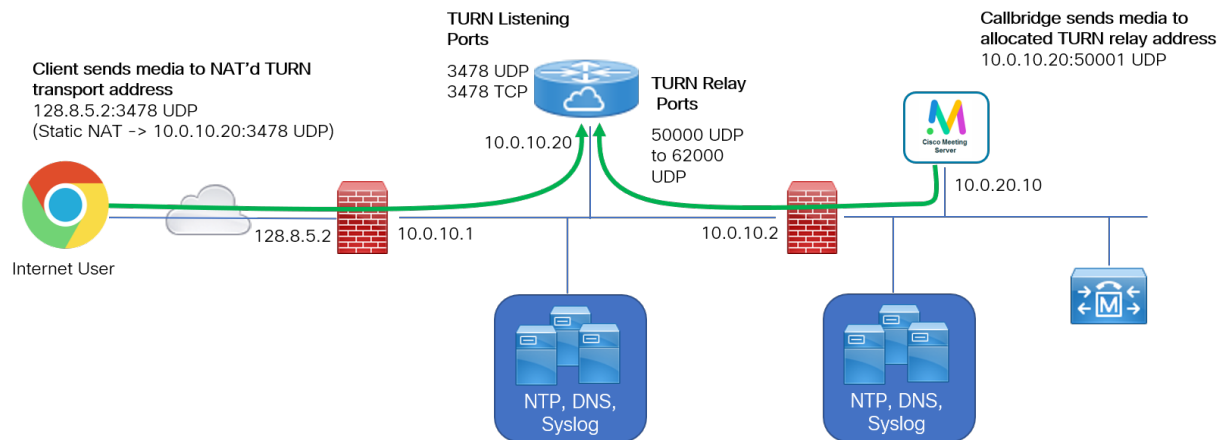 Client sends media to NAT'd TURN
transport address
128.8.5.2:3478 UDP
(Static NAT -> 10.0.10.20:3478 UDP)
TURN Listening
Ports
3478 UDP
3478 TCP
TURN Relay
Ports
50000 UDP
to 62000
UDP
Callbridge sends media to
allocated TURN relay address
10.0.10.20:50001 UDP
Cisco Meeting
Server
10.0.10.20
10.0.20.10
128.8.5.2
10.0.10.1
10.0.10.2
Internet User
M
NTP, DNS,
Syslog
NTP, DNS,
Syslog